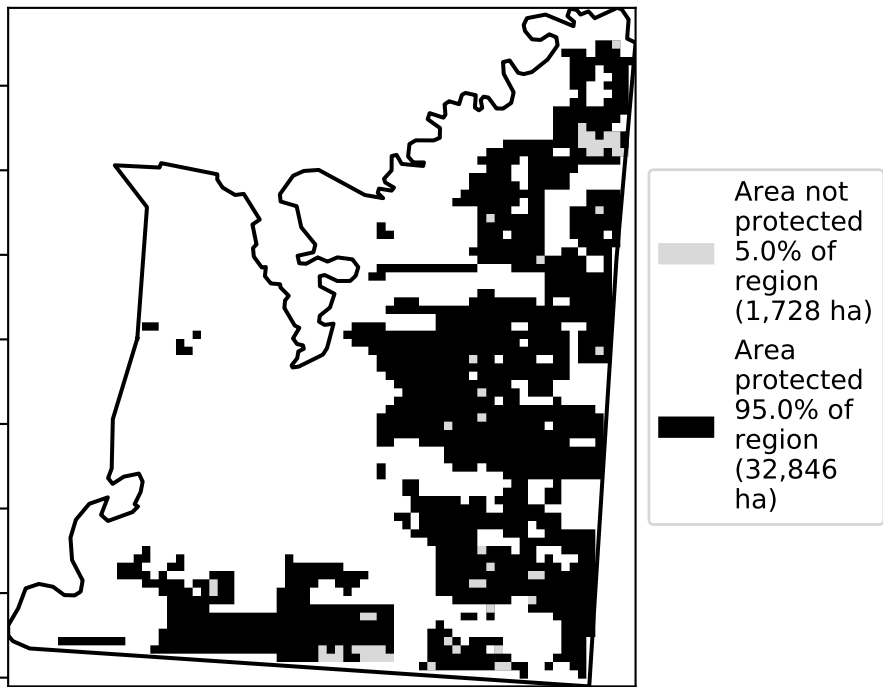 Area not
protected
5.0% of
region
(1,728 ha)
Area
protected
95.0% of
region
(32,846
ha)